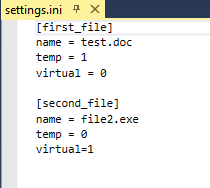 settings.ini
[first_file]
name = test.doc
temp = 1
virtual = 0

[second_file]
name = file2.exe
temp = 0
virtual=1